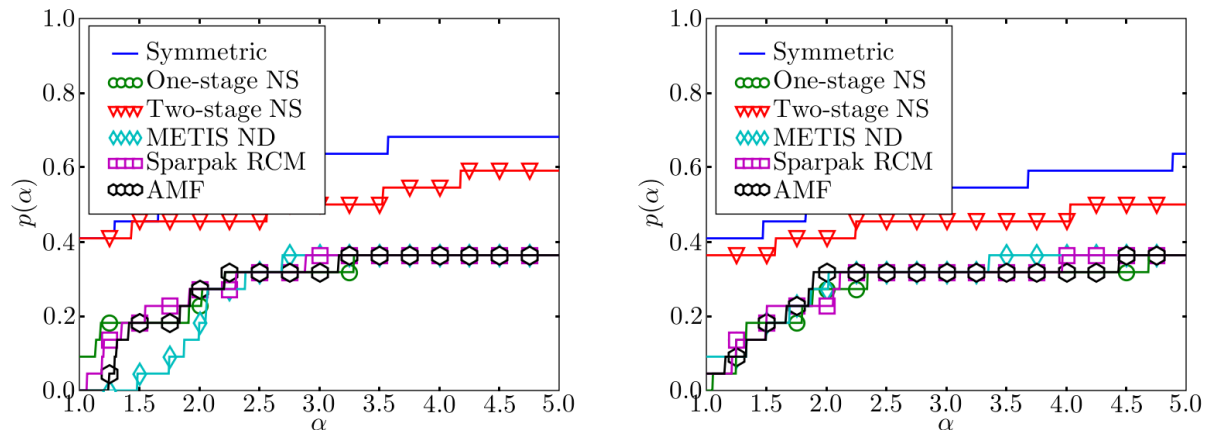 1.0
0.8
0.6
0.4
0.2
0.0
p(α)
Symmetric
One-stage NS
Two-stage NS
METIS ND
Sparpak RCM
AMF
1.0 1.5 2.0 2.5 3.0 3.5 4.0 4.5 5.0
α
1.0
0.8
0.6
0.4
0.2
0.0
p(α)
Symmetric
One-stage NS
Two-stage NS
METIS ND
Sparpak RCM
AMF
1.0 1.5 2.0 2.5 3.0 3.5 4.0 4.5 5.0
α